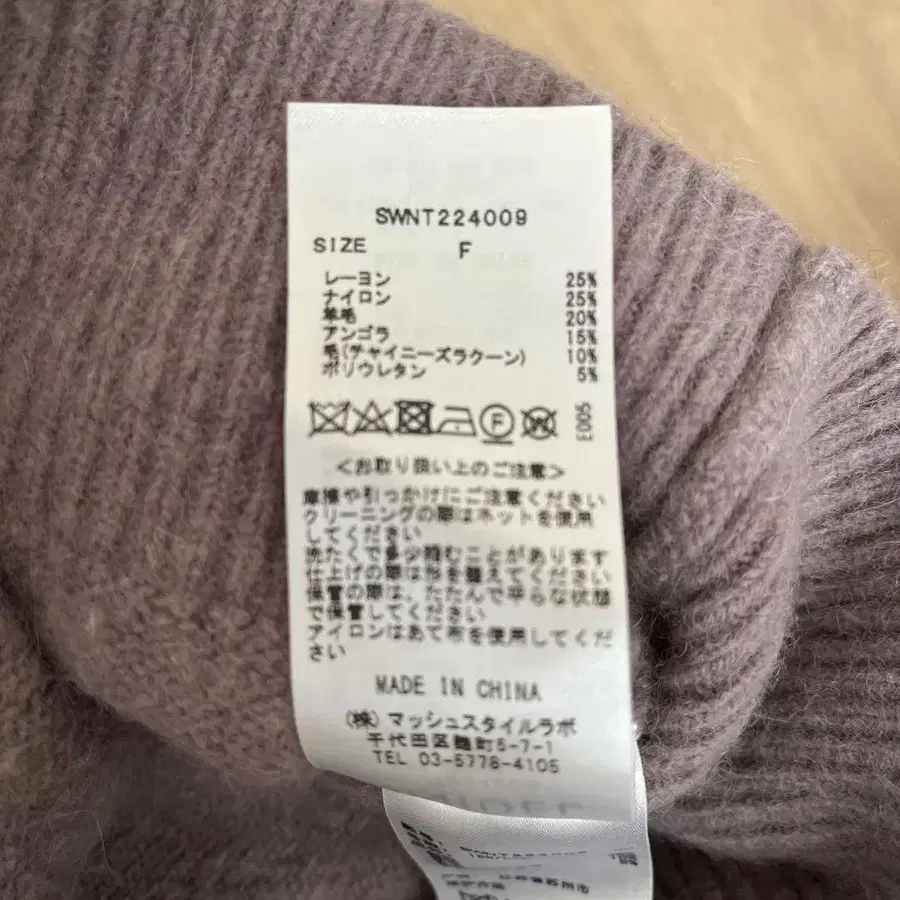 SWNT224009
SIZE F
レーヨン 25%
ナイロン 25%
羊毛 20%
アンゴラ 15%
毛(チャイニーズラクーン) 10%
ポリウレタン 5%
F
E005
<お取り扱い上のご注意>
摩擦や引っかけにご注意ください
クリーニングの際はネットを使用
してください
洗たくで多少縮むことがあります
仕上げの際は形を整えてください
保管の際は、たたんで平らな状態
で保管してください
アイロンはあて布を使用してくだ
さい
MADE IN CHINA
(株)マッシュスタイルラボ
千代田区麹町5-7-1
TEL 03-5778-4105